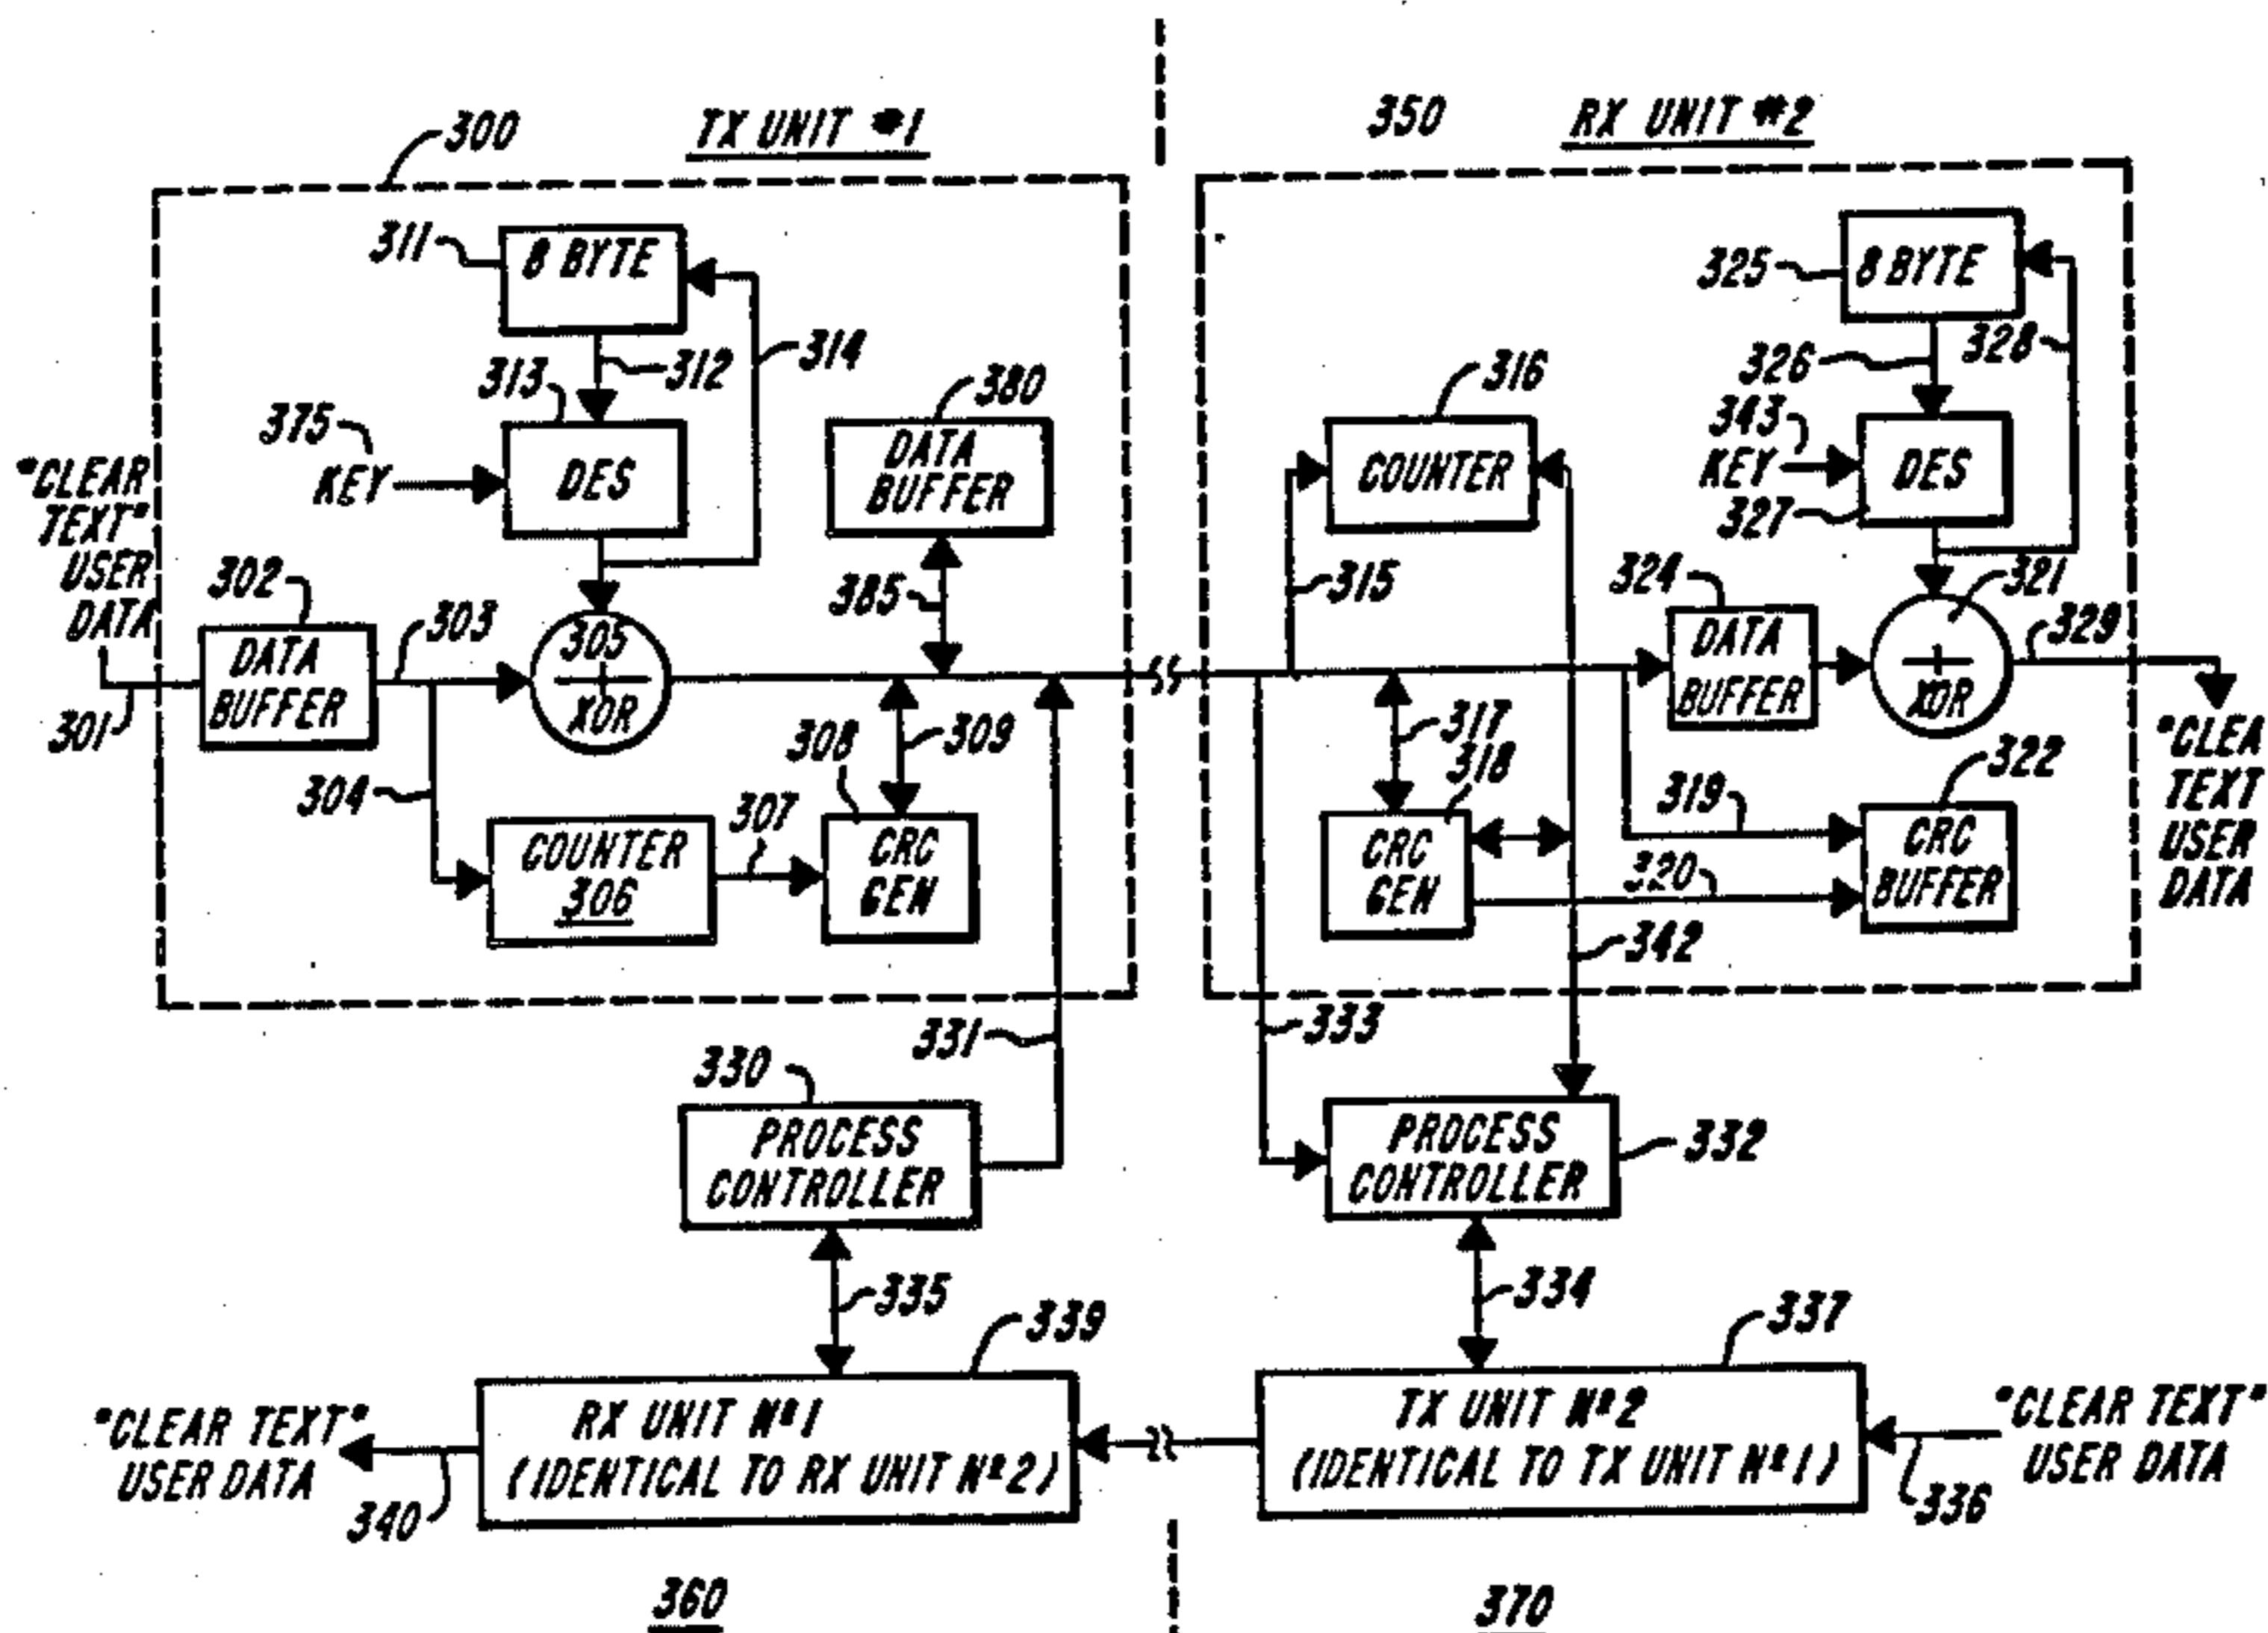 300
TX UNIT #1
350
RX UNIT #2
311
8 BYTE
325
8 BYTE
314
313
312
380
316
326
328
375
KEY
DES
DATA
BUFFER
COUNTER
343
KEY
DES
327
"CLEAR
TEXT"
USER
DATA
302
303
305
XOR
385
315
324
321
329
DATA
BUFFER
DATA
BUFFER
XOR
301
308
309
317
318
322
"CLEA
TEXT
USER
DATA
304
307
319
COUNTER
306
CRC
GEN
CRC
GEN
320
CRC
BUFFER
342
331
333
330
PROCESS
CONTROLLER
PROCESS
CONTROLLER
332
335
334
339
337
"CLEAR TEXT"
USER DATA
340
RX UNIT Nº1
(IDENTICAL TO RX UNIT Nº2)
TX UNIT Nº2
(IDENTICAL TO TX UNIT Nº1)
"CLEAR TEXT"
USER DATA
336
360
370